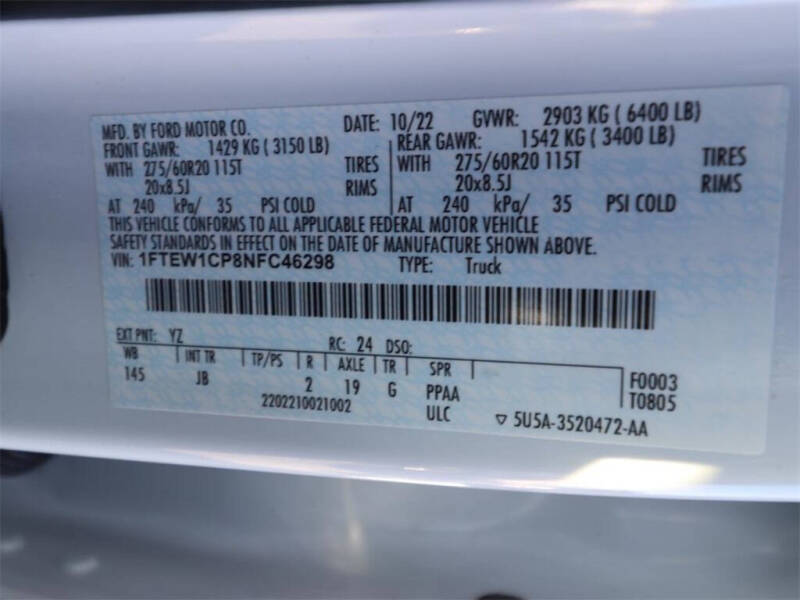 MFD. BY FORD MOTOR CO. DATE: 10/22 GVWR: 2903 KG ( 6400 LB)
FRONT GAWR: 1429 KG ( 3150 LB) REAR GAWR: 1542 KG ( 3400 LB)
WITH 275/60R20 115T TIRES WITH 275/60R20 115T TIRES
20x8.5J RIMS 20x8.5J RIMS
AT 240 kPa/ 35 PSI COLD AT 240 kPa/ 35 PSI COLD
THIS VEHICLE CONFORMS TO ALL APPLICABLE FEDERAL MOTOR VEHICLE
SAFETY STANDARDS IN EFFECT ON THE DATE OF MANUFACTURE SHOWN ABOVE.
VIN: 1FTEW1CP8NFC46298 TYPE: Truck
EXT PNT: YZ RC: 24 DSO:
WB INT TR TP/PS R AXLE TR SPR
145 JB 2 19 G PPAA F0003
2202210021002 ULC T0805
5U5A-3520472-AA